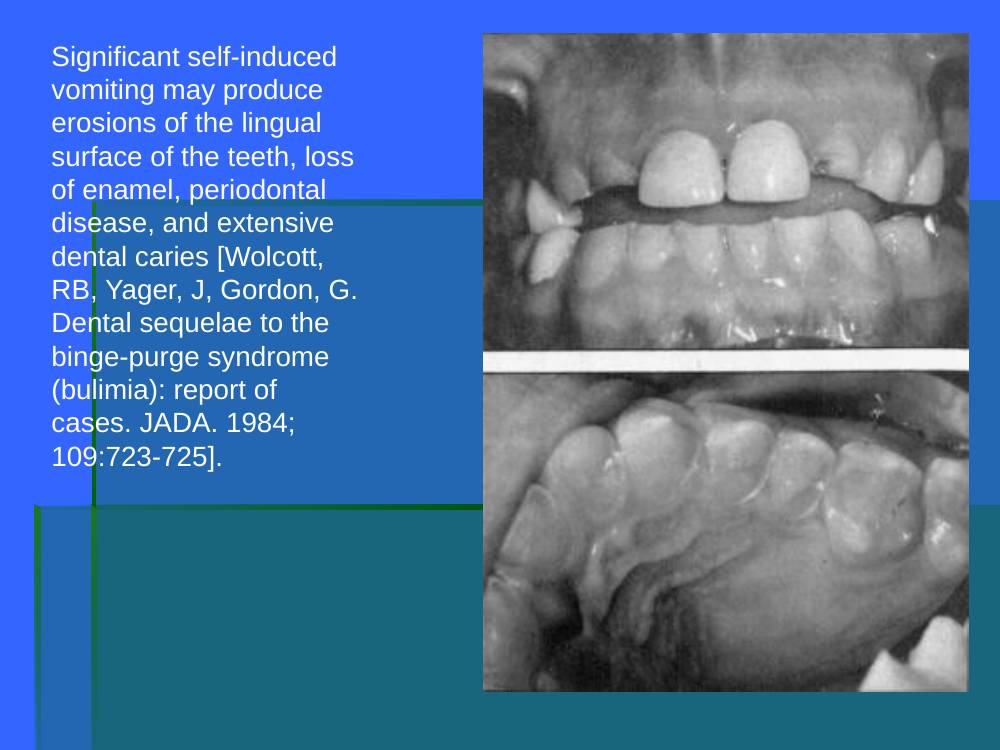 Significant self-induced
vomiting may produce
erosions of the lingual
surface of the teeth, loss
of enamel, periodontal
disease, and extensive
dental caries [Wolcott,
RB, Yager, J, Gordon, G.
Dental sequelae to the
binge-purge syndrome
(bulimia): report of
cases. JADA. 1984;
109:723-725].